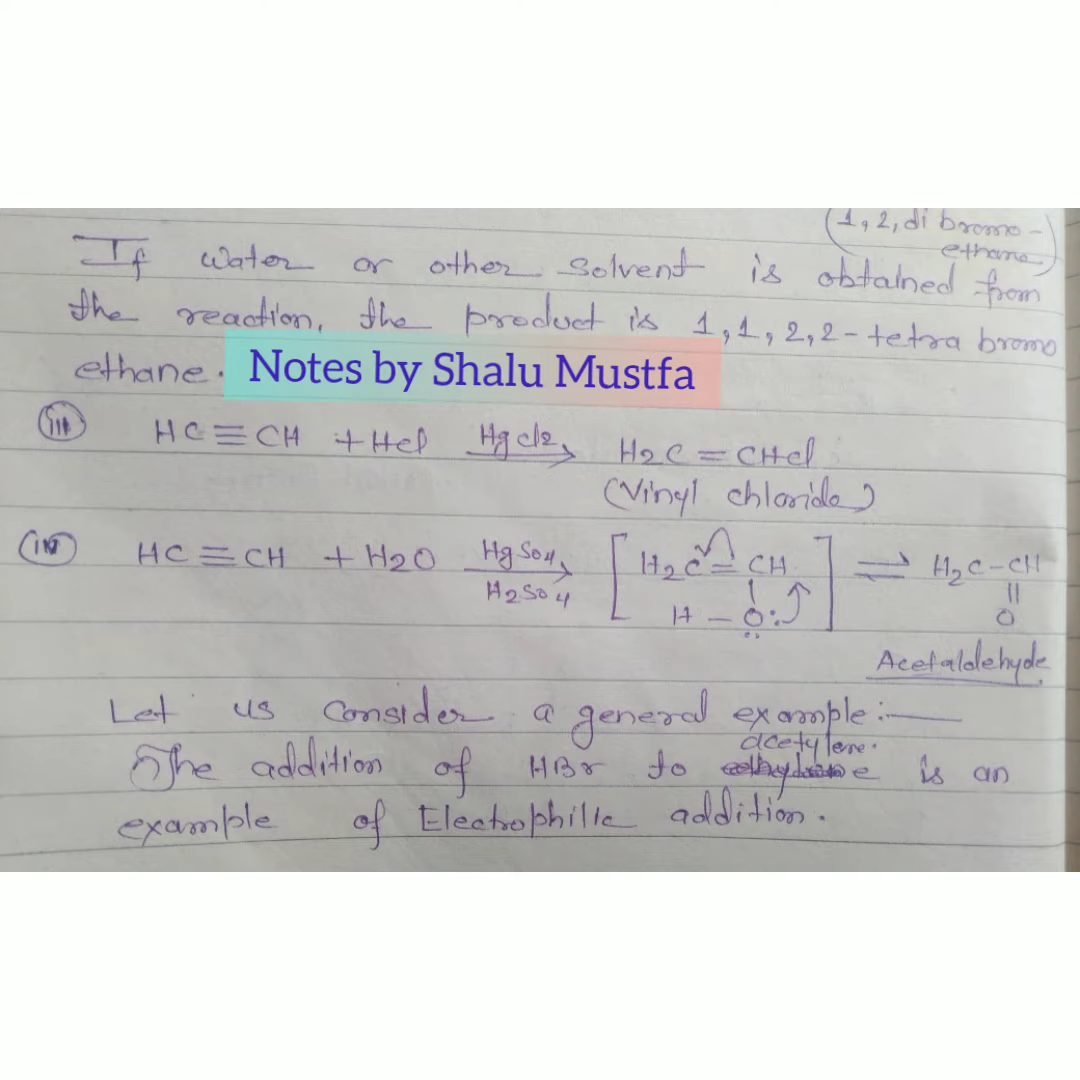 (1,2, di bromo-
ethane)
If water or other solvent is obtained from
the reaction, the product is 1,1,2,2-tetra bromo
ethane.
Notes by Shalu Mustfa
(iii) HC≡CH + HCl HgCl2→ H2C=CHCl
(Vinyl chloride)
(iv) HC≡CH + H2O HgSO4→ [H2C=CH ⇌ H2C-CH
H2SO4 | ||
H-O:] O
Acetaldehyde
Let us Consider a general example:—
acetylene.
The addition of HBr to is an
example of Electrophilic addition.